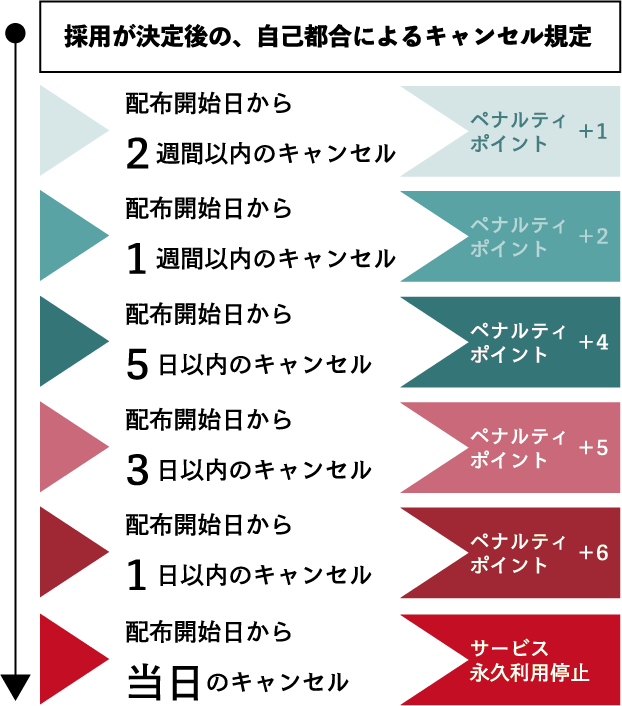 採用が決定後の、自己都合によるキャンセル規定
配布開始日から
2 週間以内のキャンセル
ペナルティ
ポイント +1
配布開始日から
1 週間以内のキャンセル
ペナルティ
ポイント +2
配布開始日から
5 日以内のキャンセル
ペナルティ
ポイント +4
配布開始日から
3 日以内のキャンセル
ペナルティ
ポイント +5
配布開始日から
1 日以内のキャンセル
ペナルティ
ポイント +6
配布開始日から
当日のキャンセル
サービス
永久利用停止